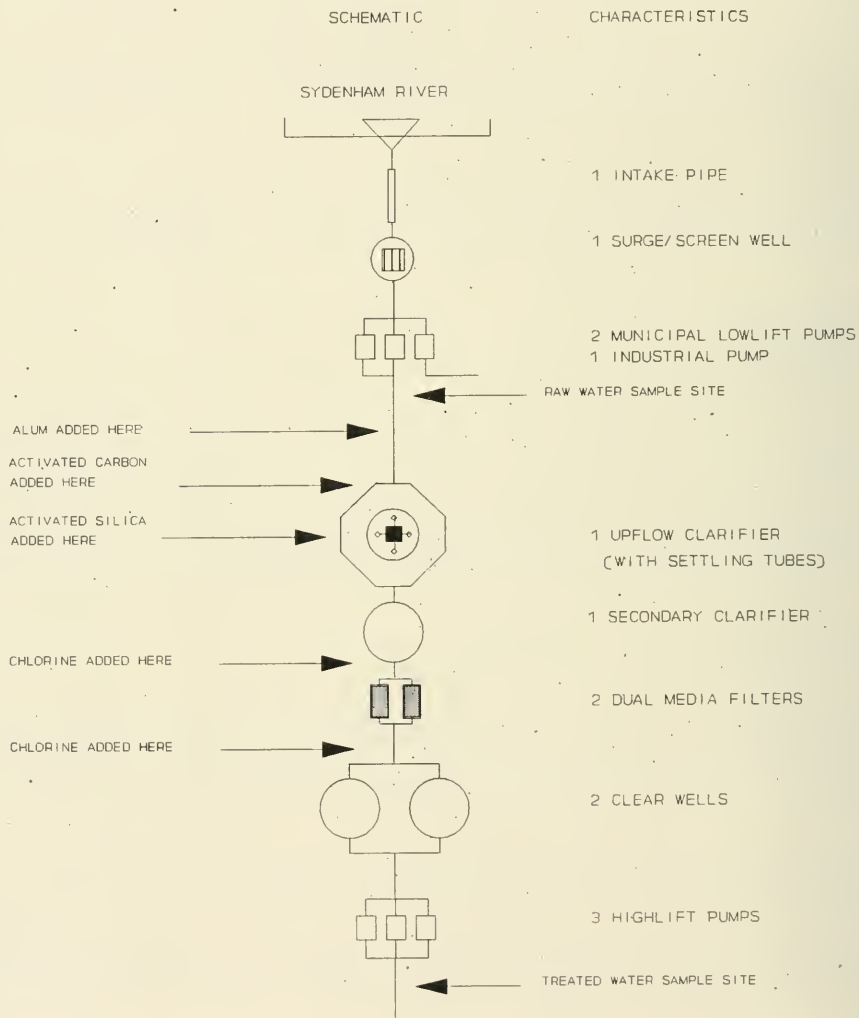 SCHEMATIC
CHARACTERISTICS
SYDENHAM RIVER
1 INTAKE PIPE
1 SURGE/SCREEN WELL
2 MUNICIPAL LOWLIFT PUMPS
1 INDUSTRIAL PUMP
RAW WATER SAMPLE SITE
ALUM ADDED HERE
ACTIVATED CARBON
ADDED HERE
ACTIVATED SILICA
ADDED HERE
1 UPFLOW CLARIFIER
(WITH SETTLING TUBES)
1 SECONDARY CLARIFIER
CHLORINE ADDED HERE
2 DUAL MEDIA FILTERS
CHLORINE ADDED HERE
2 CLEAR WELLS
3 HIGHLIFT PUMPS
TREATED WATER SAMPLE SITE